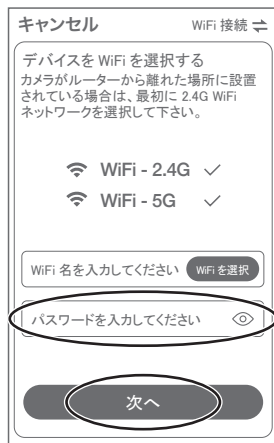 キャンセル
WiFi 接続
デバイスを WiFi を選択する
カメラがルーターから離れた場所に設置
されている場合は、最初に 2.4G WiFi
ネットワークを選択して下さい。
WiFi - 2.4G
WiFi - 5G
WiFi 名を入力してください WiFi を選択
パスワードを入力してください
次へ